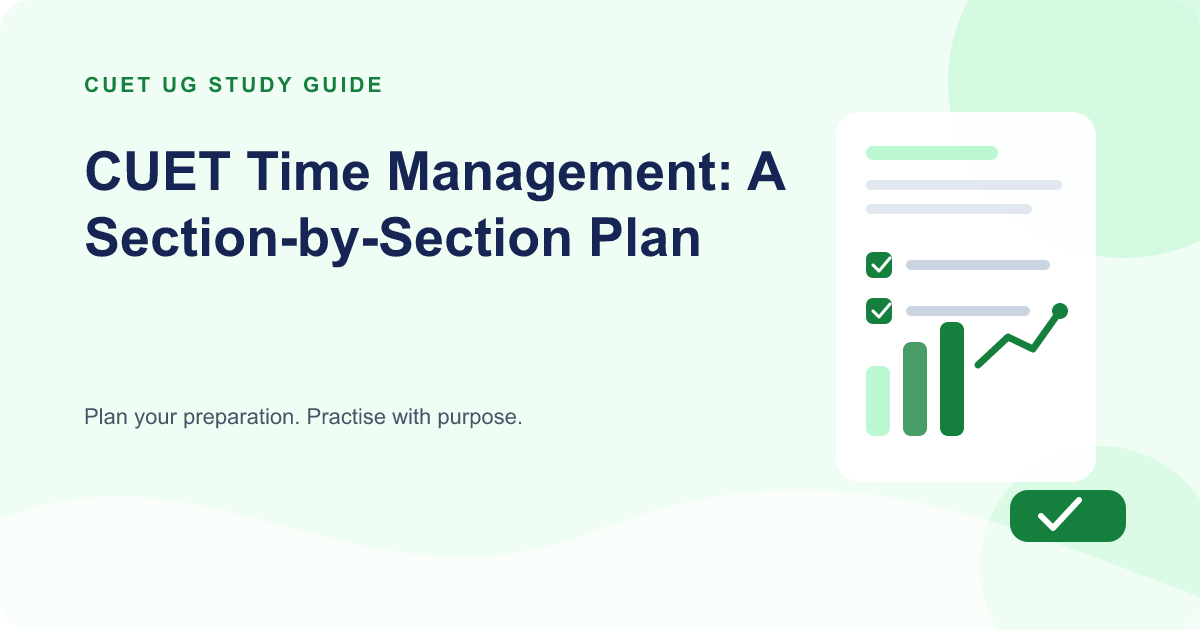 CUET UG STUDY GUIDE
CUET Time Management: A
Section-by-Section Plan
Plan your preparation. Practise with purpose.